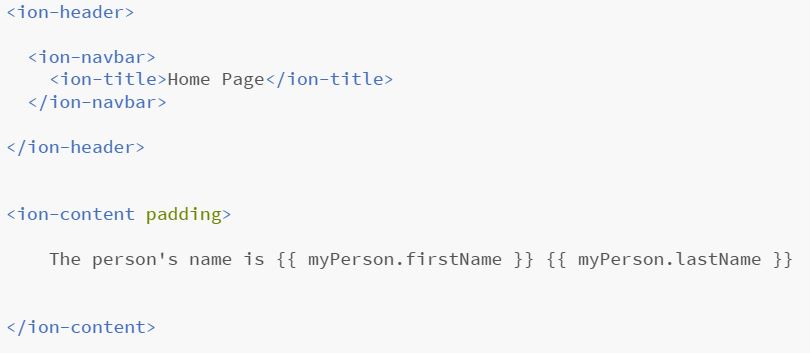 <ion-header>
<ion-navbar>
<ion-title>Home Page</ion-title>
</ion-navbar>
</ion-header>
<ion-content padding>
The person's name is {{ myPerson.firstName }} {{ myPerson.lastName }}
</ion-content>